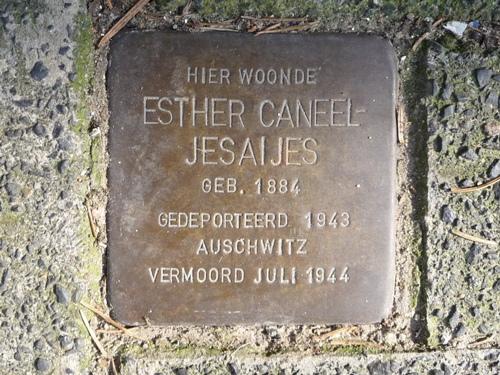 HIER WOONDE
ESTHER CANEEL-
JESAIJES
GEB. 1884
GEDEPORTEERD 1943
AUSCHWITZ
VERMOORD JULI 1944